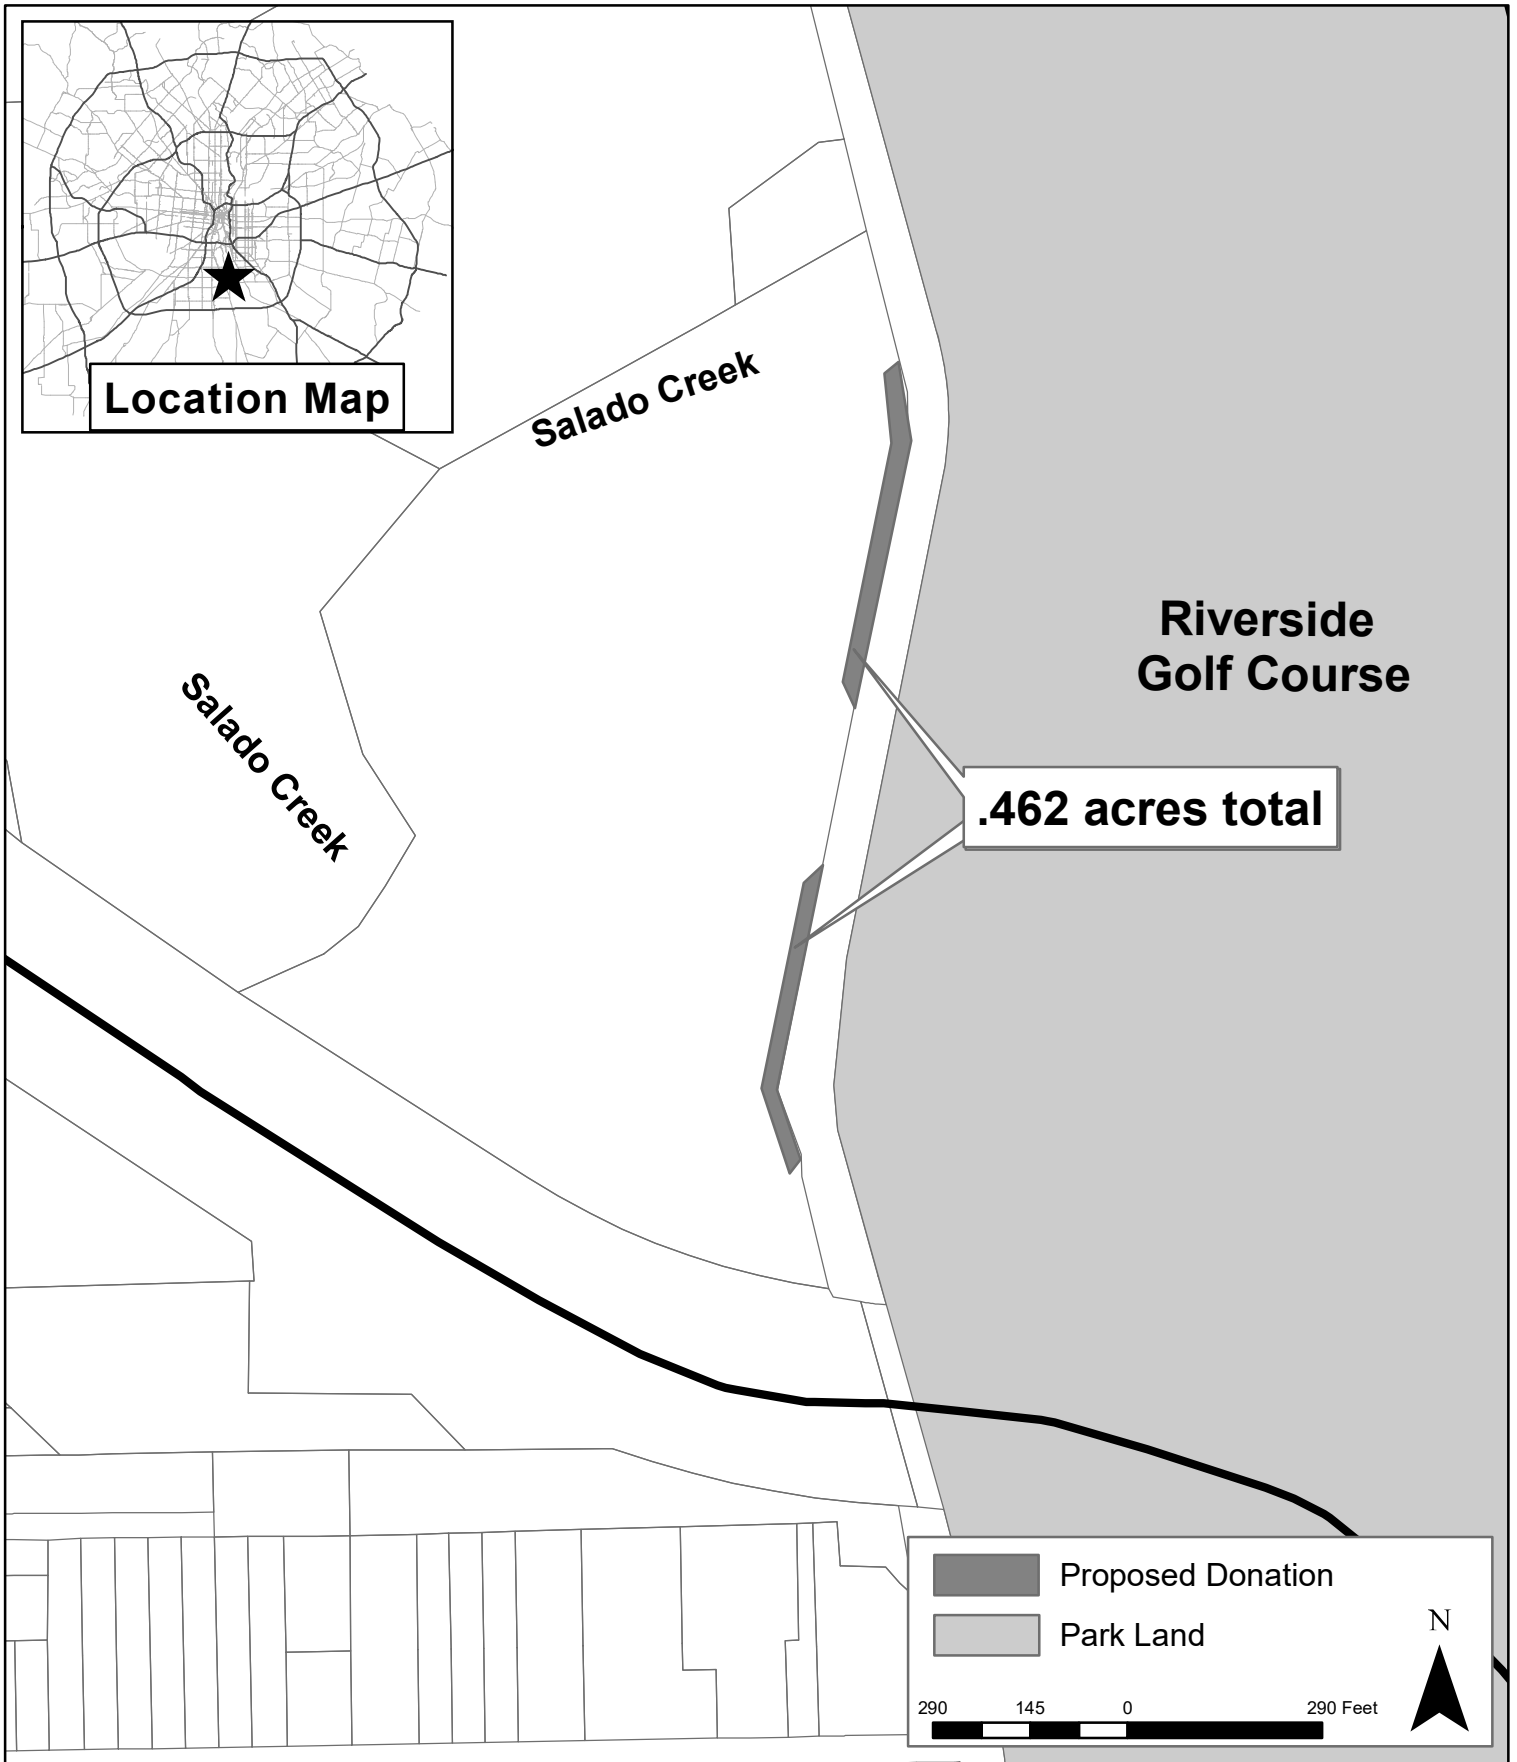 Location Map
Salado Creek
Riverside
Golf Course
Salado Creek
.462 acres total
Proposed Donation
Park Land
N
290 145 0 290 Feet